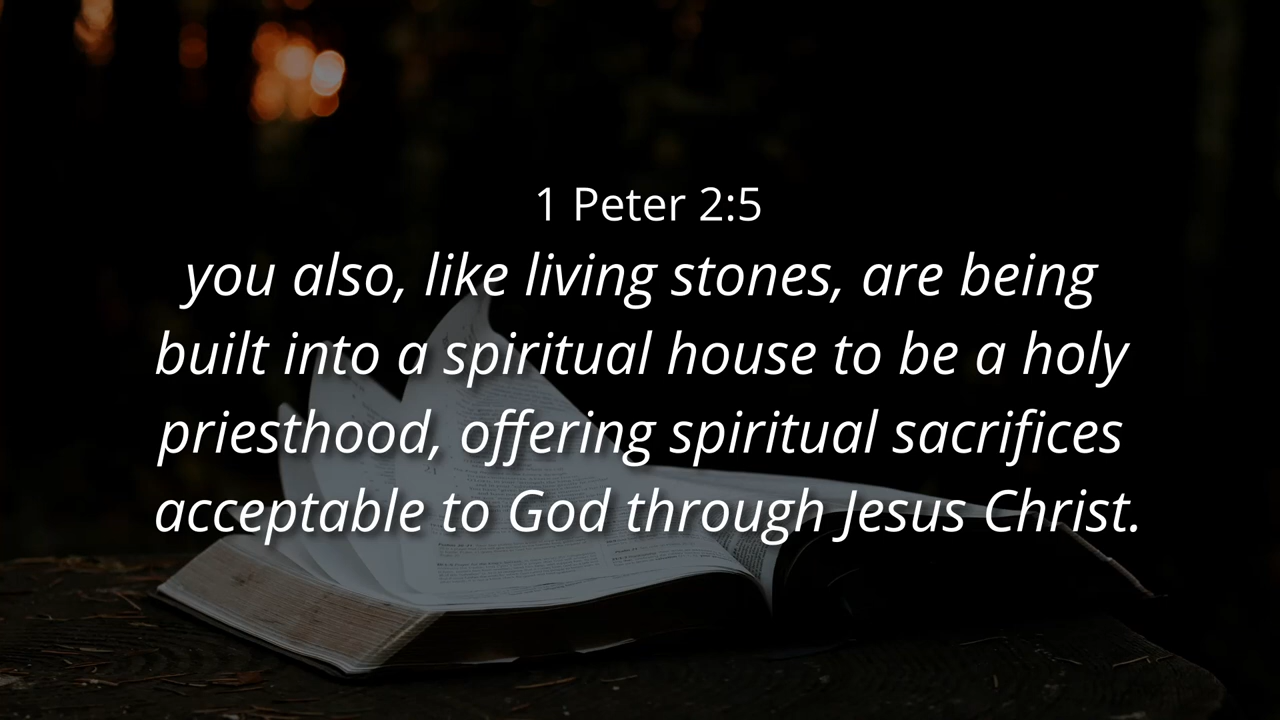 1 Peter 2:5
you also, like living stones, are being
built into a spiritual house to be a holy
priesthood, offering spiritual sacrifices
acceptable to God through Jesus Christ.